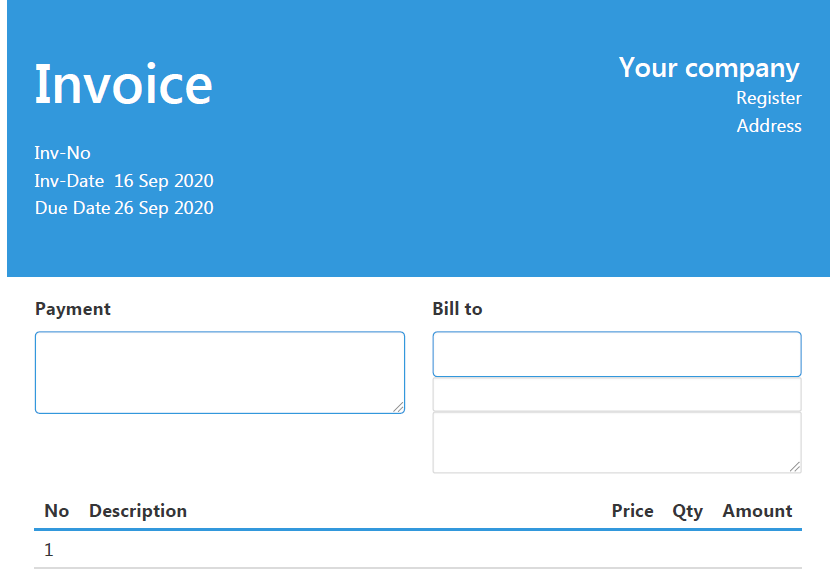 Invoice
Your company
Register
Address
Inv-No
Inv-Date 16 Sep 2020
Due Date 26 Sep 2020
Payment
Bill to
No Description Price Qty Amount
1